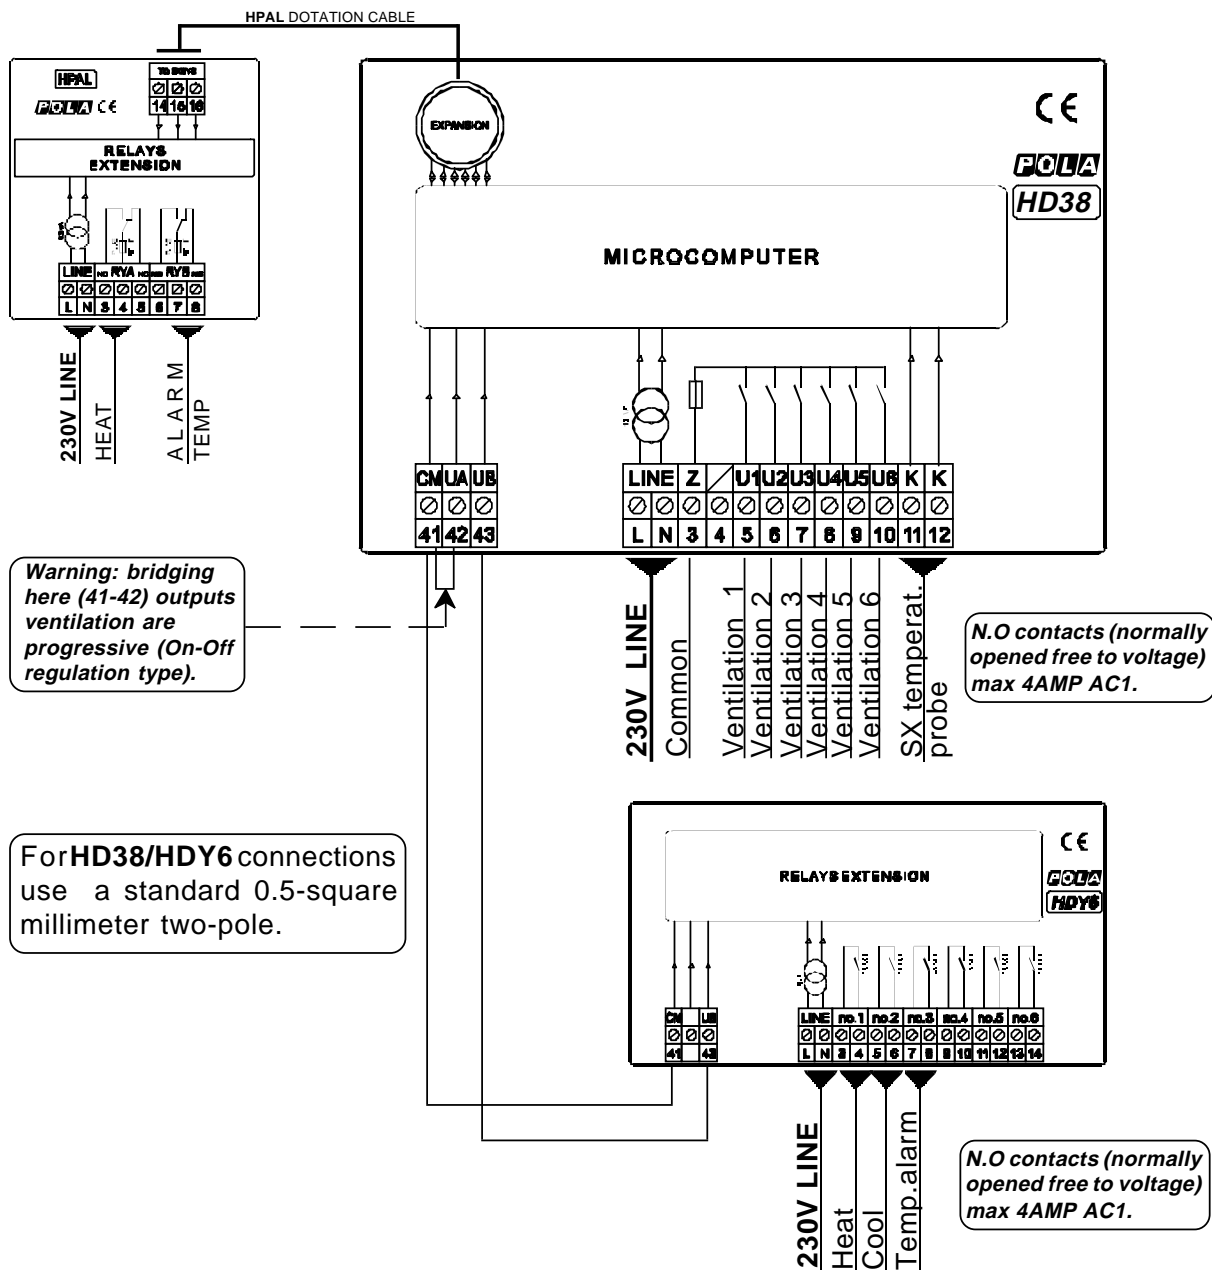 HPAL DOTATION CABLE
HPAL
POLA CE
14 15 16
RELAYS
EXTENSION
LINE NO RYA NC RYB
L N 3 4 5 6 7 8
230V LINE
HEAT
ALARM
TEMP
EXPANSION
CE
POLA
HD38
MICROCOMPUTER
CM UA UB
41 42 43
LINE Z U1 U2 U3 U4 U5 U6 K K
L N 3 4 5 6 7 8 9 10 11 12
230V LINE
Common
Ventilation 1
Ventilation 2
Ventilation 3
Ventilation 4
Ventilation 5
Ventilation 6
SX temperat.
probe
Warning: bridging
here (41-42) outputs
ventilation are
progressive (On-Off
regulation type).
N.O contacts (normally
opened free to voltage)
max 4AMP AC1.
For HD38/HDY6 connections
use a standard 0.5-square
millimeter two-pole.
RELAYS EXTENSION
CE
POLA
HDY6
CM UB
41 43
LINE no.1 no.2 no.3 no.4 no.5 no.6
L N 3 4 5 6 7 8 9 10 11 12 13 14
230V LINE
Heat
Cool
Temp.alarm
N.O contacts (normally
opened free to voltage)
max 4AMP AC1.